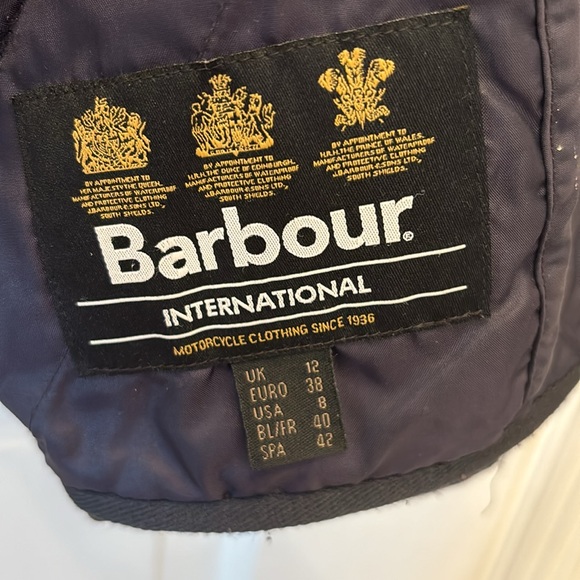 BY APPOINTMENT TO
HER MAJESTY THE QUEEN.
MANUFACTURERS OF WATERPROOF
AND PROTECTIVE CLOTHING
J.BARBOUR & SONS LTD.,
SOUTH SHIELDS.
BY APPOINTMENT TO
H.R.H. THE DUKE OF EDINBURGH.
MANUFACTURERS OF WATERPROOF
AND PROTECTIVE CLOTHING
J.BARBOUR & SONS LTD.,
SOUTH SHIELDS.
BY APPOINTMENT TO
H.R.H. THE PRINCE OF WALES.
MANUFACTURERS OF WATERPROOF
AND PROTECTIVE CLOTHING
J.BARBOUR & SONS LTD.,
SOUTH SHIELDS.
Barbour®
INTERNATIONAL
MOTORCYCLE CLOTHING SINCE 1936
UK 12
EURO 38
USA 8
BL/FR 40
SPA 42